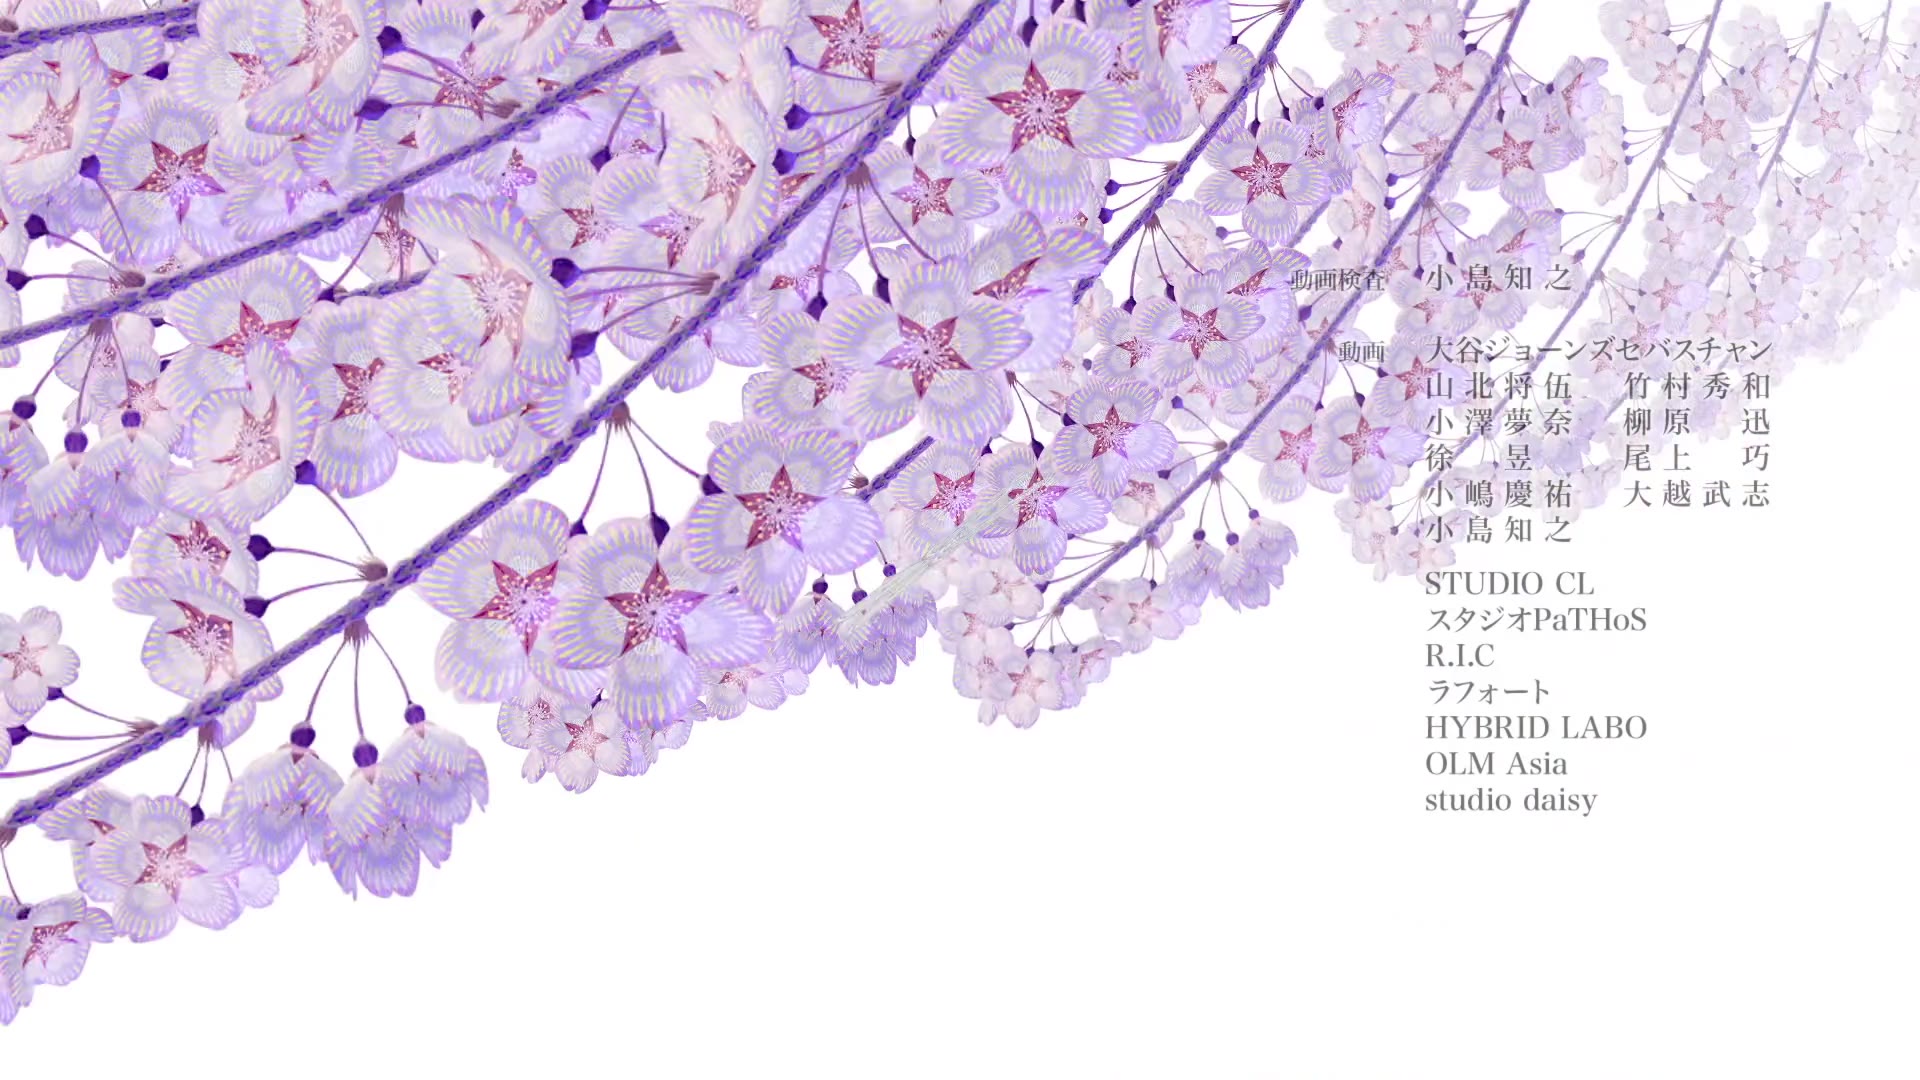 動画検査 小島知之
動画 大谷ジョーンズセバスチャン
山北将伍 竹村秀和
小澤夢奈 柳原 迅
徐 昱 尾上 巧
小嶋慶祐 大越武志
小島知之
STUDIO CL
スタジオPaTHoS
R.I.C
ラフォート
HYBRID LABO
OLM Asia
studio daisy